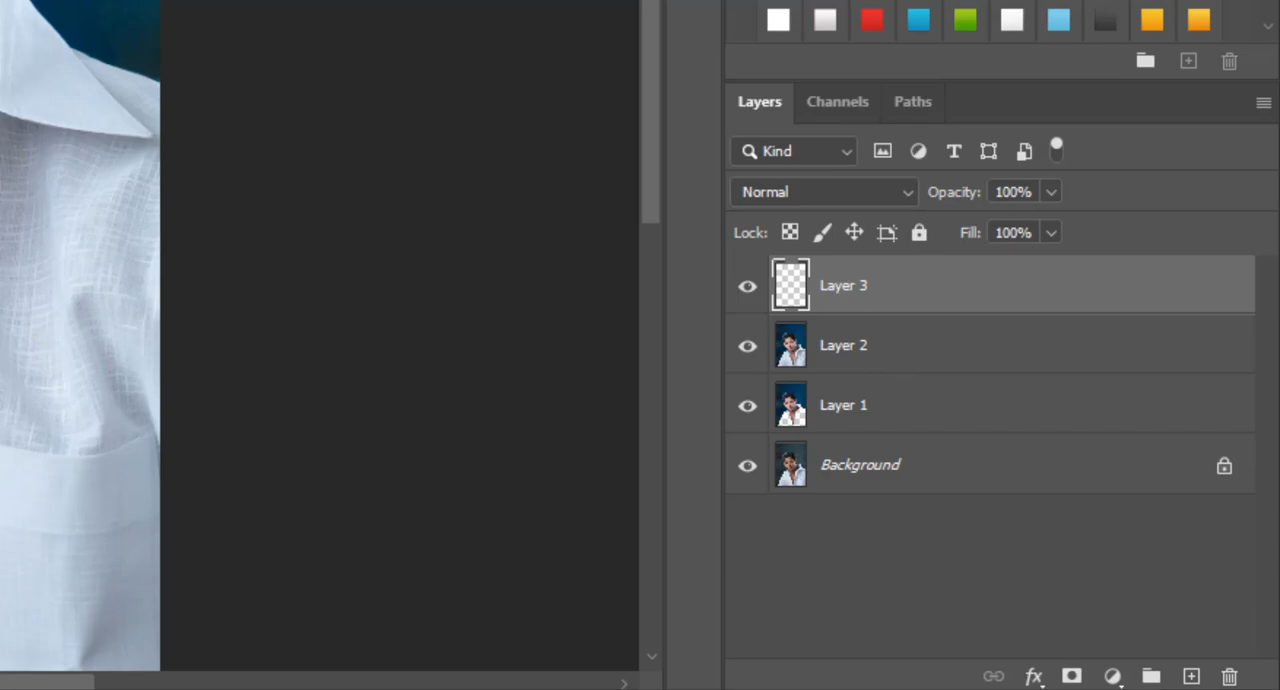 Layers Channels Paths
Kind
Normal Opacity: 100%
Lock: Fill: 100%
Layer 3
Layer 2
Layer 1
Background
fx